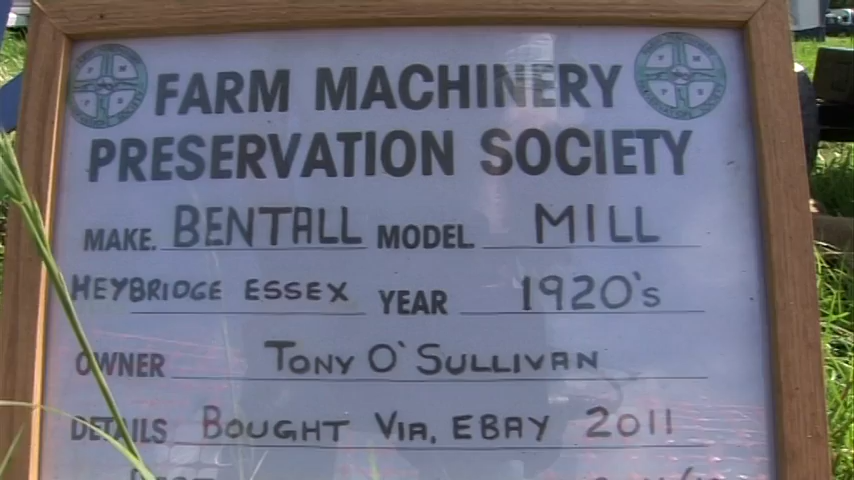 FARM MACHINERY
PRESERVATION SOCIETY
MAKE. BENTALL MODEL MILL
HEYBRIDGE ESSEX YEAR 1920's
OWNER TONY O'SULLIVAN
DETAILS BOUGHT VIA. EBAY 2011